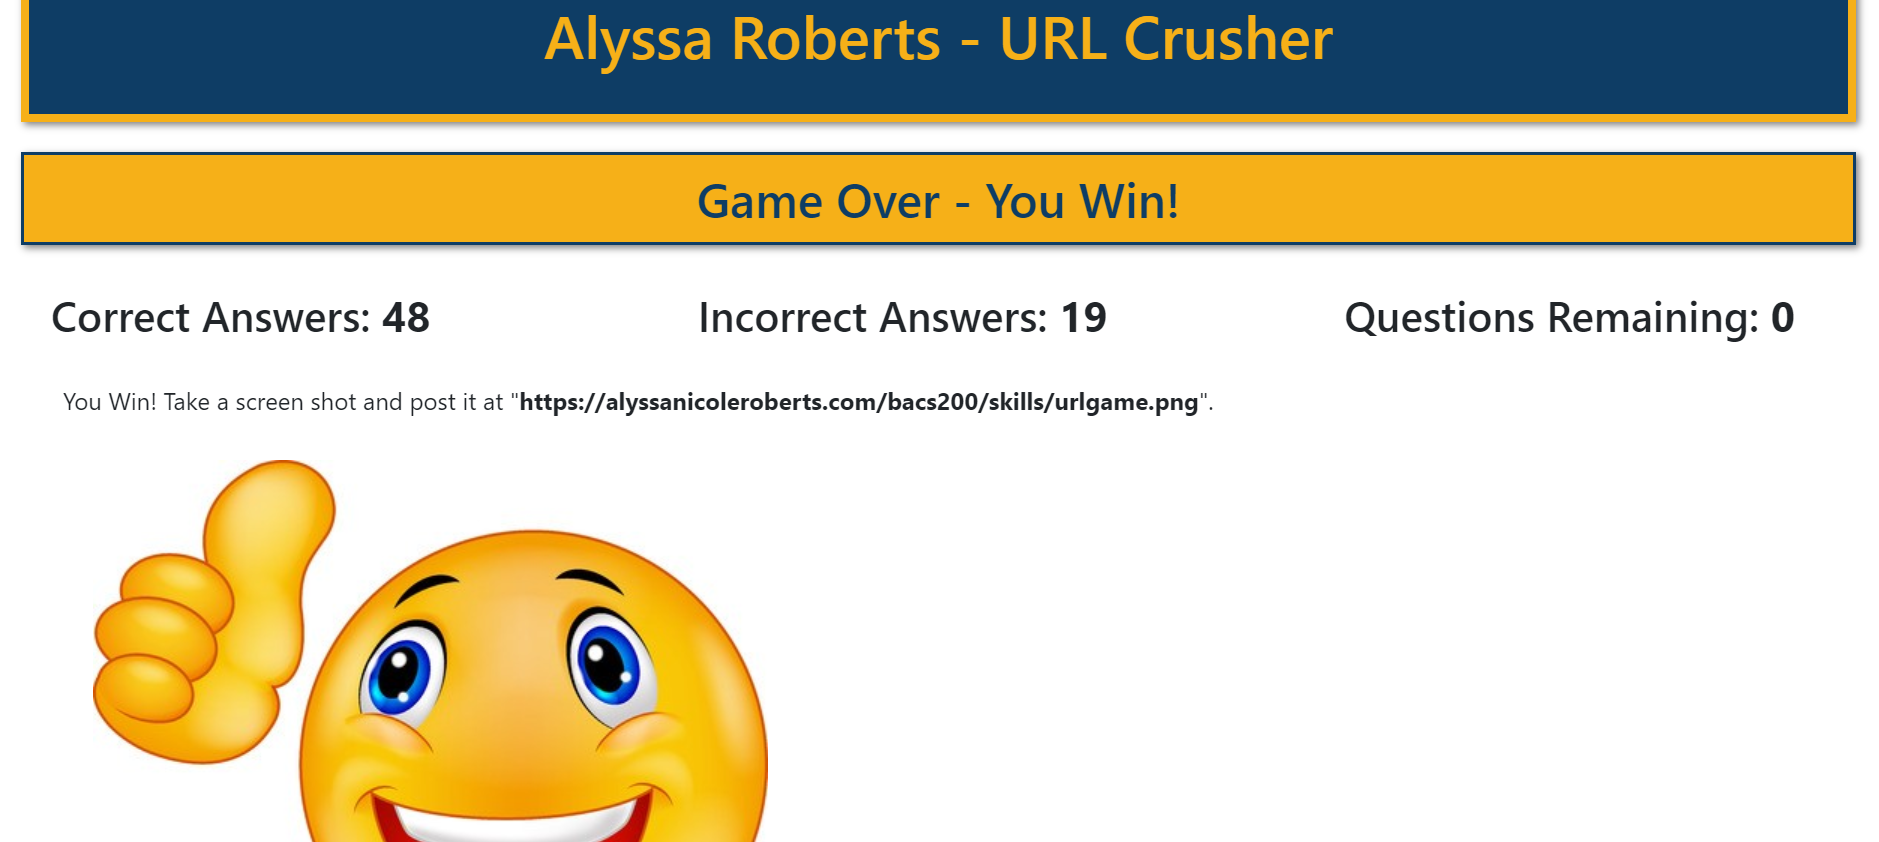 Alyssa Roberts - URL Crusher
Game Over - You Win!
Correct Answers: 48 Incorrect Answers: 19 Questions Remaining: 0
You Win! Take a screen shot and post it at "https://alyssanicoleroberts.com/bacs200/skills/urlgame.png".